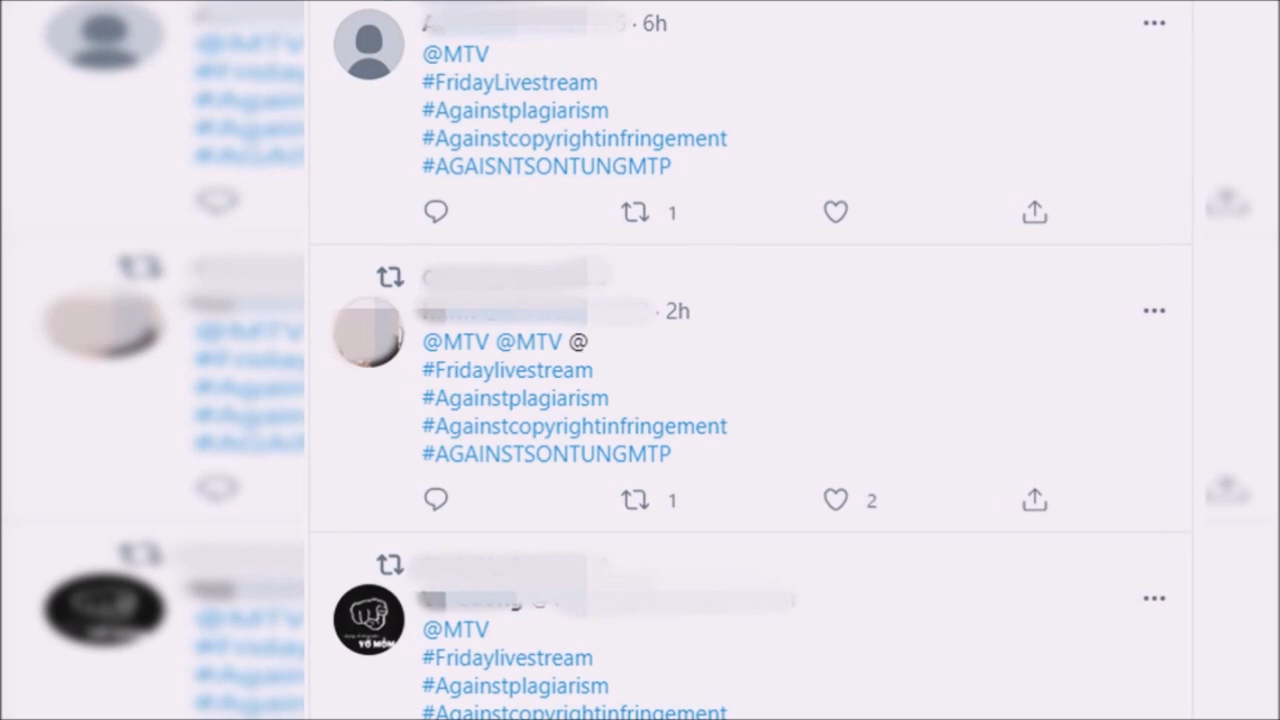 · 6h
@MTV
#FridayLivestream
#Againstplagiarism
#Againstcopyrightinfringement
#AGAISNTSONTUNGMTP
1
· 2h
@MTV @MTV @
#Fridaylivestream
#Againstplagiarism
#Againstcopyrightinfringement
#AGAINSTSONTUNGMTP
1 2
@MTV
#Fridaylivestream
#Againstplagiarism
#Againstcopyrightinfringement